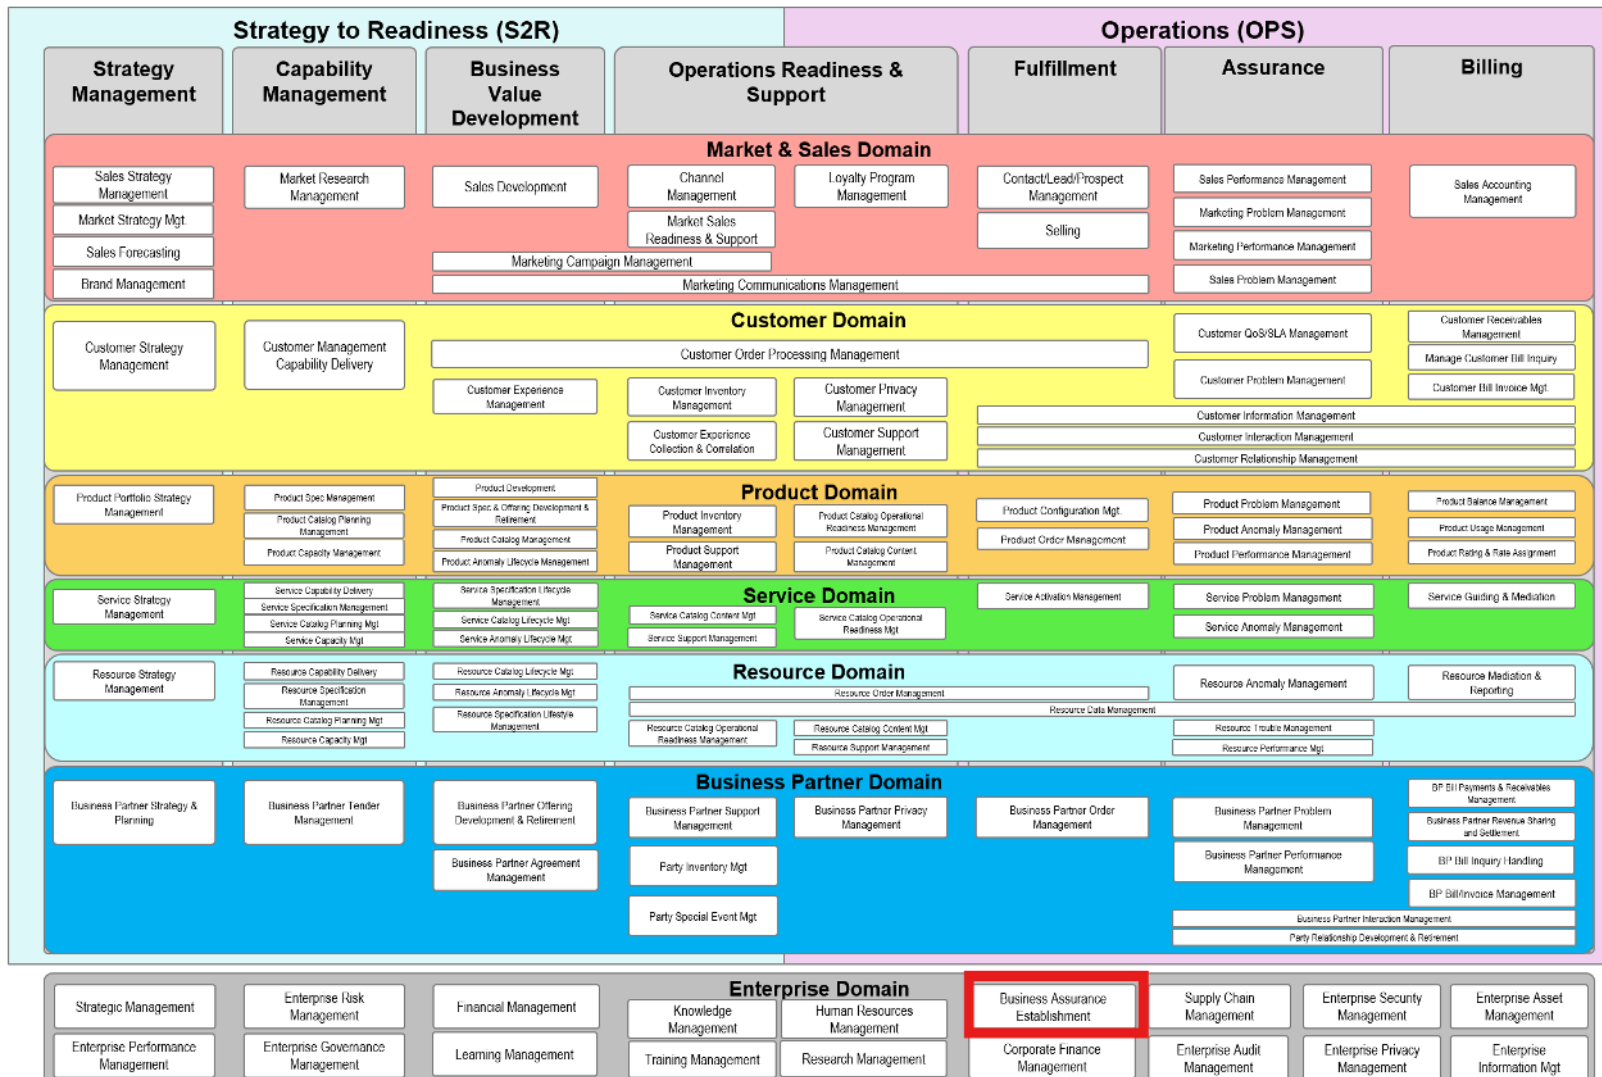 Strategy to Readiness (S2R)
Operations (OPS)
Strategy
Management
Capability
Management
Business
Value
Development
Operations Readiness &
Support
Fulfillment
Assurance
Billing
Market & Sales Domain
Sales Strategy
Management
Market Strategy Mgt.
Sales Forecasting
Brand Management
Market Research
Management
Sales Development
Channel
Management
Loyalty Program
Management
Market Sales
Readiness & Support
Marketing Campaign Management
Marketing Communications Management
Contact/Lead/Prospect
Management
Selling
Sales Performance Management
Marketing Problem Management
Marketing Performance Management
Sales Problem Management
Sales Accounting
Management
Customer Domain
Customer Strategy
Management
Customer Management
Capability Delivery
Customer Order Processing Management
Customer Experience
Management
Customer Inventory
Management
Customer Privacy
Management
Customer Experience
Collection & Correlation
Customer Support
Management
Customer QoS/SLA Management
Customer Problem Management
Customer Receivables
Management
Manage Customer Bill Inquiry
Customer Bill Invoice Mgt.
Customer Information Management
Customer Interaction Management
Customer Relationship Management
Product Domain
Product Portfolio Strategy
Management
Product Spec Management
Product Catalog Planning
Management
Product Capacity Management
Product Development
Product Spec & Offering Development &
Retirement
Product Catalog Management
Product Anomaly Lifecycle Management
Product Inventory
Management
Product Catalog Operational
Readiness Management
Product Support
Management
Product Catalog Content
Management
Product Configuration Mgt.
Product Order Management
Product Problem Management
Product Anomaly Management
Product Performance Management
Product Balance Management
Product Usage Management
Product Rating & Rate Assignment
Service Domain
Service Strategy
Management
Service Capability Delivery
Service Specification Management
Service Catalog Planning Mgt
Service Capacity Mgt
Service Specification Lifecycle
Management
Service Catalog Lifecycle Mgt
Service Anomaly Lifecycle Mgt
Service Catalog Content Mgt
Service Support Management
Service Catalog Operational
Readiness Mgt
Service Activation Management
Service Problem Management
Service Anomaly Management
Service Guiding & Mediation
Resource Domain
Resource Strategy
Management
Resource Capability Delivery
Resource Specification
Management
Resource Catalog Planning Mgt
Resource Capacity Mgt
Resource Catalog Lifecycle Mgt
Resource Anomaly Lifecycle Mgt
Resource Specification Lifestyle
Management
Resource Order Management
Resource Data Management
Resource Catalog Operational
Readiness Management
Resource Catalog Content Mgt
Resource Support Management
Resource Anomaly Management
Resource Trouble Management
Resource Performance Mgt
Resource Mediation &
Reporting
Business Partner Domain
Business Partner Strategy &
Planning
Business Partner Tender
Management
Business Partner Offering
Development & Retirement
Business Partner Agreement
Management
Business Partner Support
Management
Business Partner Privacy
Management
Party Inventory Mgt
Party Special Event Mgt
Business Partner Order
Management
Business Partner Problem
Management
Business Partner Performance
Management
BP Bill Payments & Receivables
Management
Business Partner Revenue Sharing
and Settlement
BP Bill Inquiry Handling
BP Bill/Invoice Management
Business Partner Interaction Management
Party Relationship Development & Retirement
Enterprise Domain
Strategic Management
Enterprise Risk
Management
Financial Management
Knowledge
Management
Human Resources
Management
Business Assurance
Establishment
Supply Chain
Management
Enterprise Security
Management
Enterprise Asset
Management
Enterprise Performance
Management
Enterprise Governance
Management
Learning Management
Training Management
Research Management
Corporate Finance
Management
Enterprise Audit
Management
Enterprise Privacy
Management
Enterprise
Information Mgt